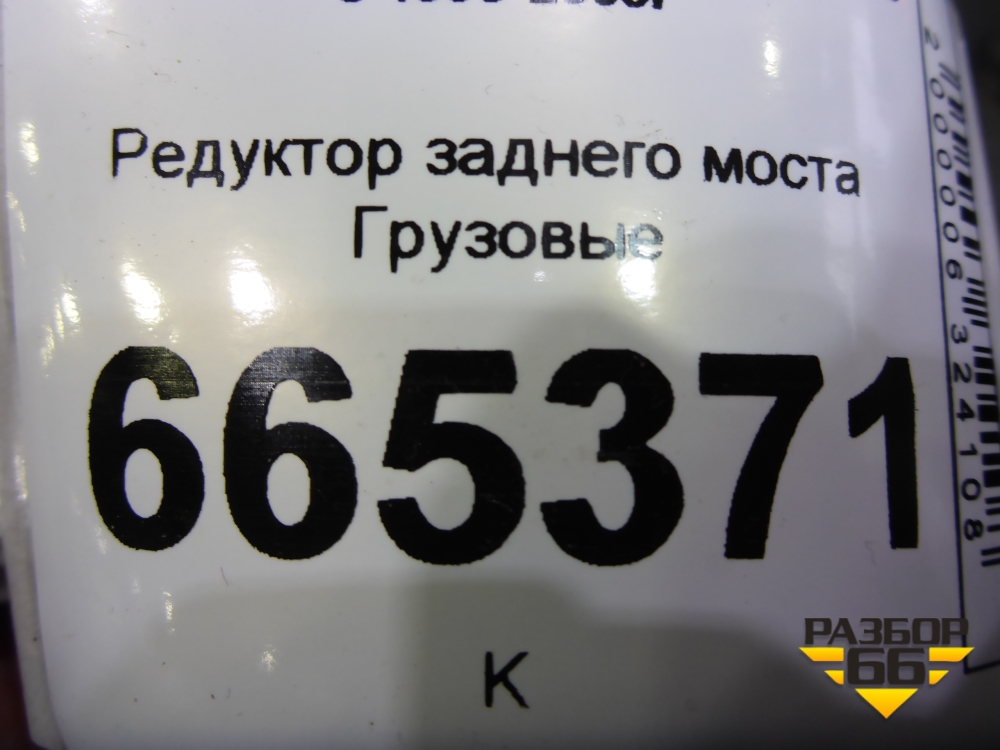 Редуктор заднего моста
Грузовые
665371
К
2000006324108
РАЗБОР
66